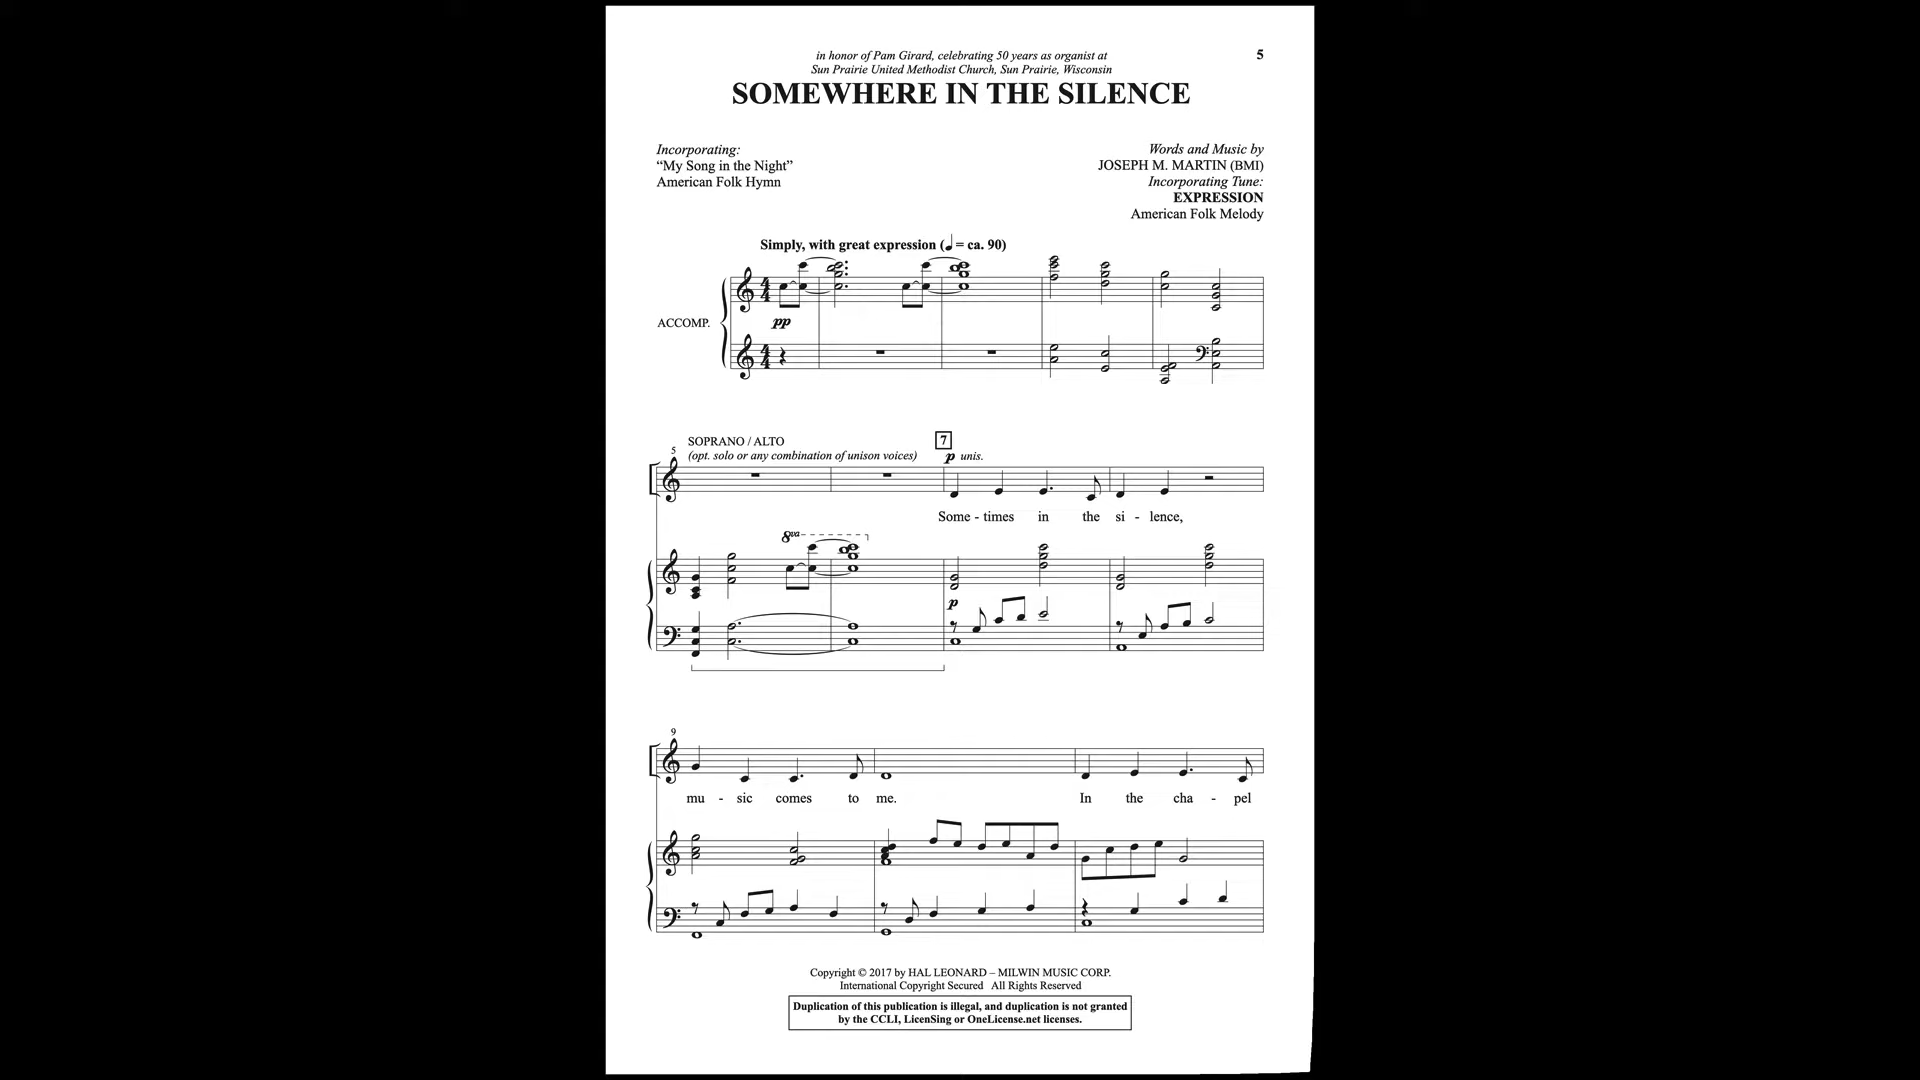 in honor of Pam Girard, celebrating 50 years as organist at
Sun Prairie United Methodist Church, Sun Prairie, Wisconsin
5
SOMEWHERE IN THE SILENCE
Incorporating:
“My Song in the Night”
American Folk Hymn
Words and Music by
JOSEPH M. MARTIN (BMI)
Incorporating Tune:
EXPRESSION
American Folk Melody
Simply, with great expression (♩ = ca. 90)
ACCOMP.
pp
5
SOPRANO / ALTO
(opt. solo or any combination of unison voices)
7
p unis.
Some - times in the si - lence,
8va
p
9
mu - sic comes to me. In the cha - pel
Copyright © 2017 by HAL LEONARD – MILWIN MUSIC CORP.
International Copyright Secured All Rights Reserved
Duplication of this publication is illegal, and duplication is not granted
by the CCLI, LicenSing or OneLicense.net licenses.